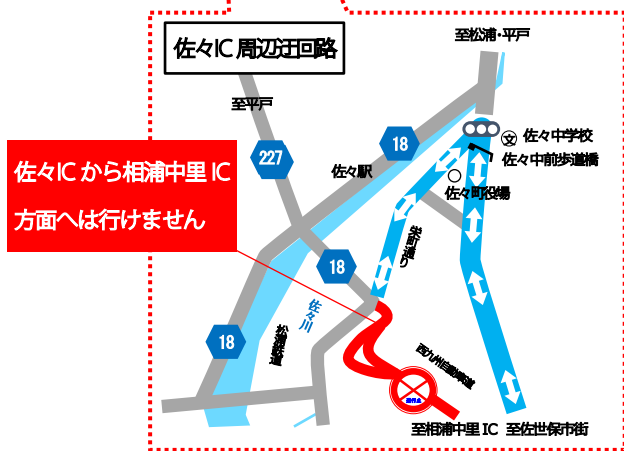 佐々IC 周辺迂回路
至松浦・平戸
至平戸
18
227
佐々駅
文
佐々中学校
佐々中前歩道橋
佐々町役場
佐々ICから相浦中里IC
方面へは行けません
栄町通り
18
佐々川
松浦鉄道
18
西九州自動車道
通行止
至相浦中里IC
至佐世保市街